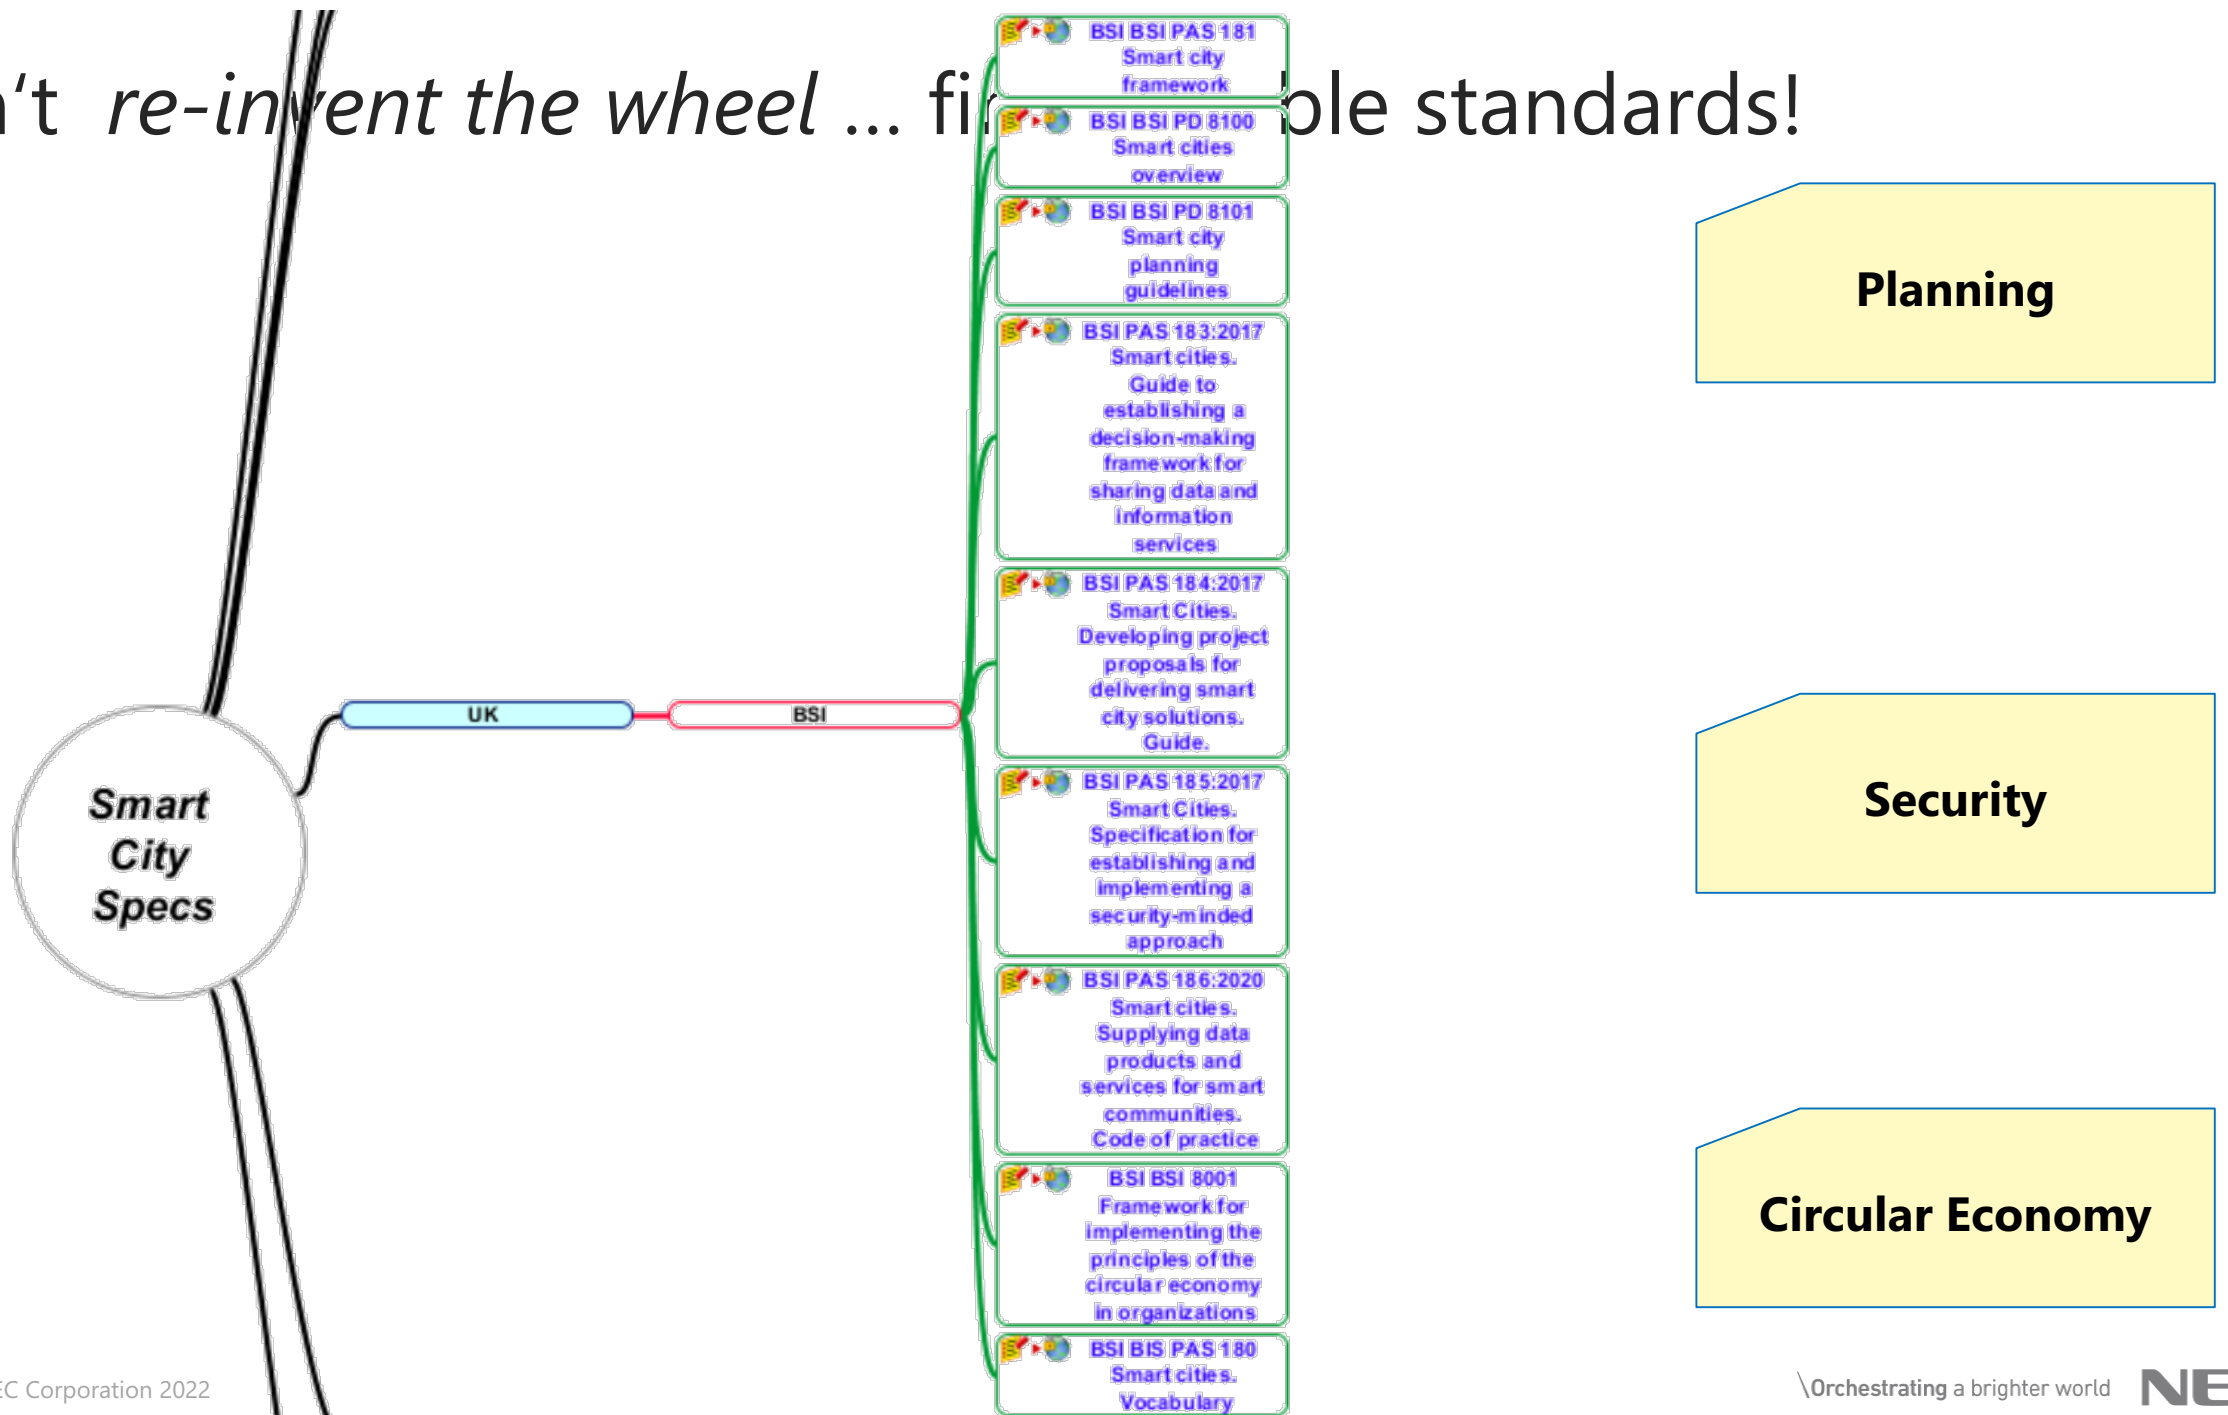 't re-invent the wheel ... fi ble standards!
BSI BSI PAS 181
Smart city
framework
BSI BSI PD 8100
Smart cities
overview
BSI BSI PD 8101
Smart city
planning
guidelines
BSI PAS 183:2017
Smart cities.
Guide to
establishing a
decision-making
framework for
sharing data and
information
services
BSI PAS 184:2017
Smart Cities.
Developing project
proposals for
delivering smart
city solutions.
Guide.
BSI PAS 185:2017
Smart Cities.
Specification for
establishing and
implementing a
security-minded
approach
BSI PAS 186:2020
Smart cities.
Supplying data
products and
services for smart
communities.
Code of practice
BSI BSI 8001
Framework for
implementing the
principles of the
circular economy
in organizations
BSI BIS PAS 180
Smart cities.
Vocabulary
UK
BSI
Smart
City
Specs
Planning
Security
Circular Economy
EC Corporation 2022
\Orchestrating a brighter world
NE